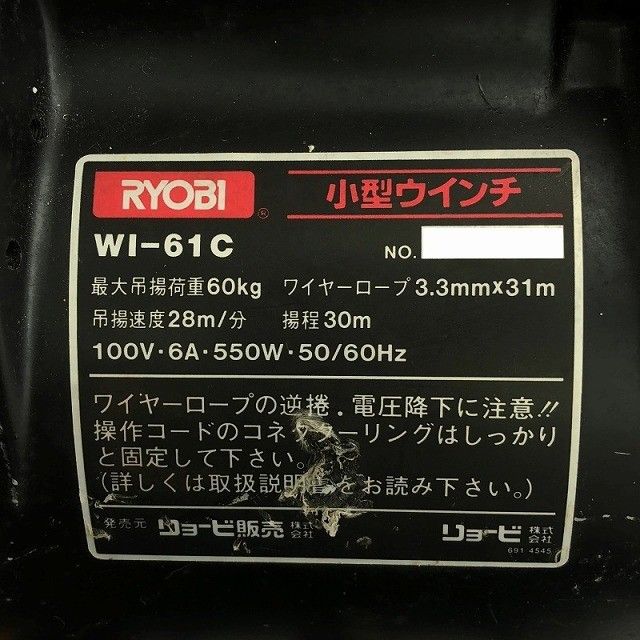 RYOBI ® 小型ウインチ
WI-61C NO.
最大吊揚荷重60kg ワイヤーロープ3.3mm×31m
吊揚速度28m/分 揚程30m
100V・6A・550W・50/60Hz
ワイヤーロープの逆捲.電圧降下に注意!!
操作コードのコネ ーリングはしっかり
と固定して下さい。
(詳しくは取扱説明書をお読み下さい。)
発売元 リョービ販売株式会社 リョービ株式会社
691 4545